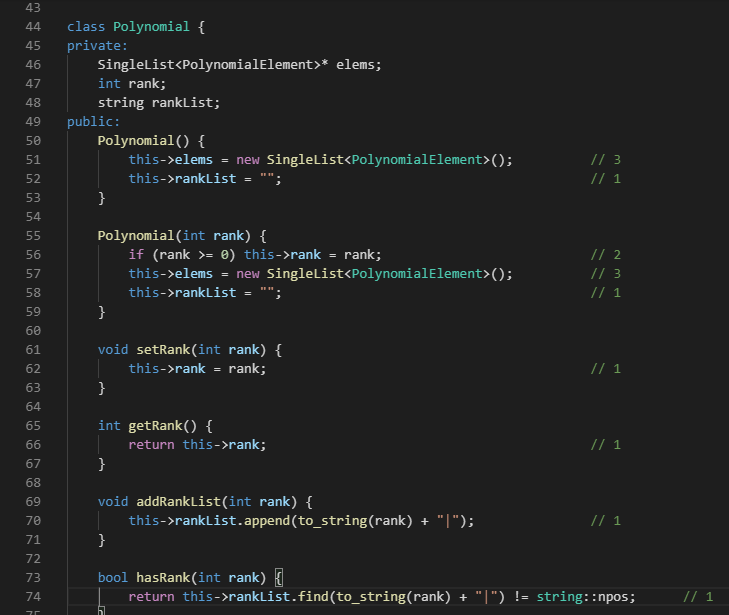 43
44 class Polynomial {
45 private:
46     SingleList<PolynomialElement>* elems;
47     int rank;
48     string rankList;
49 public:
50     Polynomial() {
51         this->elems = new SingleList<PolynomialElement>();          // 3
52         this->rankList = "";                                        // 1
53     }
54
55     Polynomial(int rank) {
56         if (rank >= 0) this->rank = rank;                           // 2
57         this->elems = new SingleList<PolynomialElement>();          // 3
58         this->rankList = "";                                        // 1
59     }
60
61     void setRank(int rank) {
62         this->rank = rank;                                          // 1
63     }
64
65     int getRank() {
66         return this->rank;                                          // 1
67     }
68
69     void addRankList(int rank) {
70         this->rankList.append(to_string(rank) + "|");               // 1
71     }
72
73     bool hasRank(int rank) {
74         return this->rankList.find(to_string(rank) + "|") != string::npos;      // 1
75     }